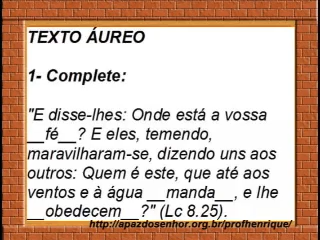 TEXTO ÁUREO
1- Complete:
"E disse-lhes: Onde está a vossa
__fé__? E eles, temendo,
maravilharam-se, dizendo uns aos
outros: Quem é este, que até aos
ventos e à água __manda__, e lhe
__obedecem__?" (Lc 8.25).
http://apazdosenhor.org.br/profhenrique/